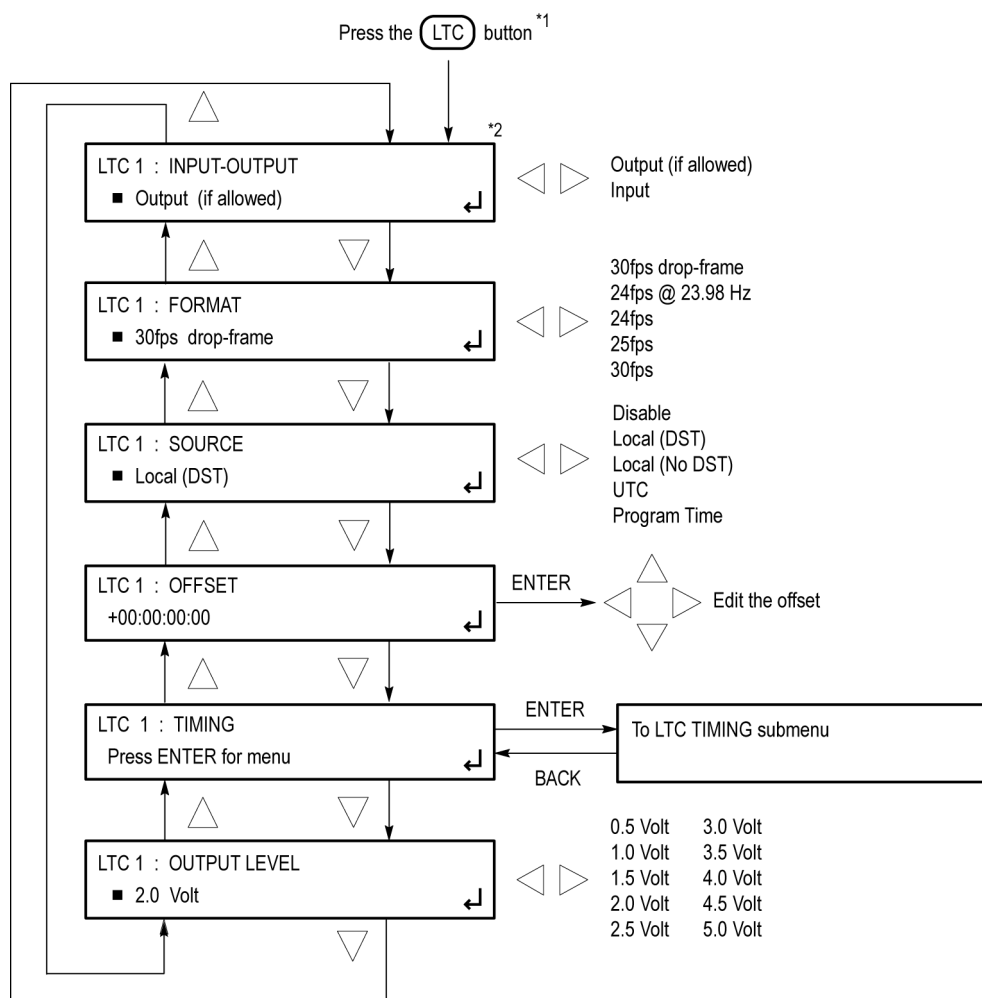 Press the LTC button *1
*2
LTC 1 : INPUT-OUTPUT
■ Output (if allowed)
Output (if allowed)
Input
LTC 1 : FORMAT
■ 30fps drop-frame
30fps drop-frame
24fps @ 23.98 Hz
24fps
25fps
30fps
LTC 1 : SOURCE
■ Local (DST)
Disable
Local (DST)
Local (No DST)
UTC
Program Time
LTC 1 : OFFSET
+00:00:00:00
ENTER
Edit the offset
LTC 1 : TIMING
Press ENTER for menu
ENTER
BACK
To LTC TIMING submenu
LTC 1 : OUTPUT LEVEL
■ 2.0 Volt
0.5 Volt 3.0 Volt
1.0 Volt 3.5 Volt
1.5 Volt 4.0 Volt
2.0 Volt 4.5 Volt
2.5 Volt 5.0 Volt